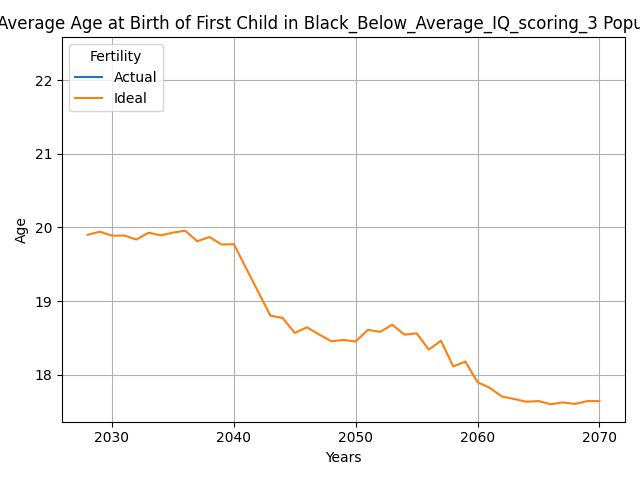 Average Age at Birth of First Child in Black_Below_Average_IQ_scoring_3 Popu
Fertility
Actual
Ideal
22
21
20
19
18
Age
2030 2040 2050 2060 2070
Years